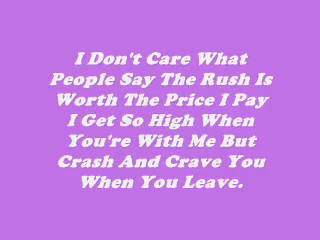 I Don't Care What
People Say The Rush Is
Worth The Price I Pay
I Get So High When
You're With Me But
Crash And Crave You
When You Leave.